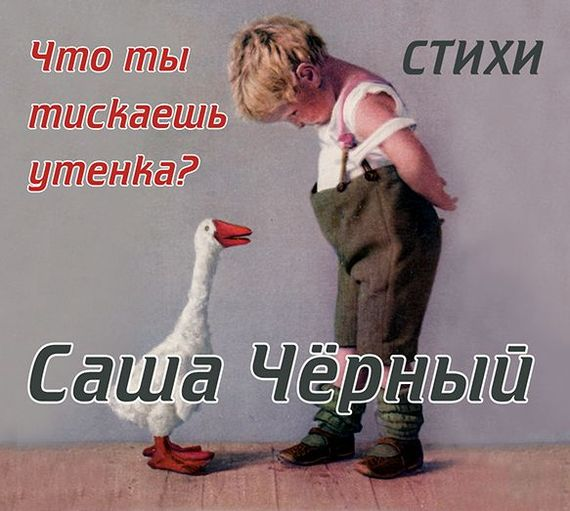 Что ты
тискаешь
утенка?
СТИХИ
Саша Чёрный